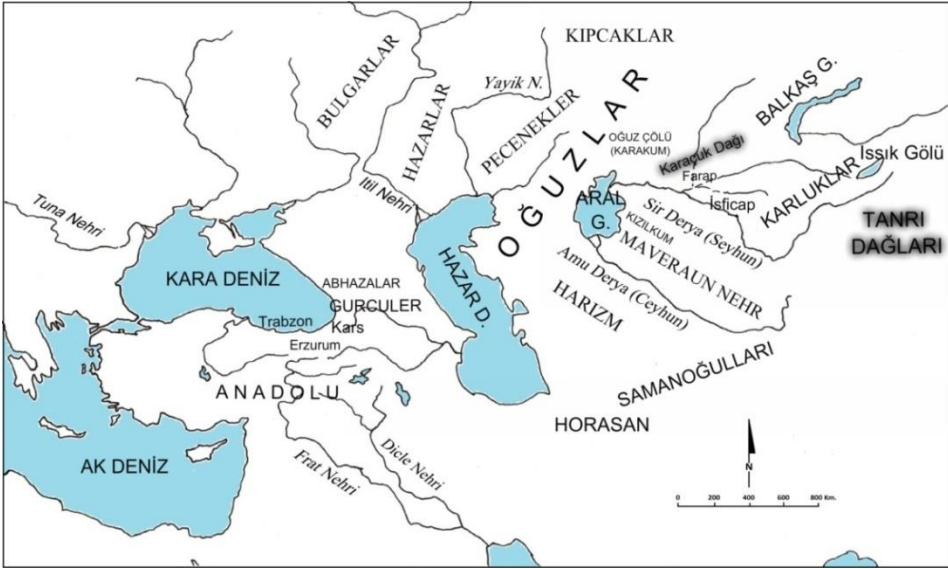 KIPCAKLAR
BULGARLAR
HAZARLAR
Yayik N.
PECENEKLER
OĞUZLAR
OĞUZ ÇÖLÜ
(KARAKUM)
BALKAŞ G.
Karaçuk Dağı
Farap
Issık Gölü
İsficap
KARLUKLAR
TANRI
DAĞLARI
Tuna Nehri
Itil Nehri
ARAL
G.
KIZILKUM
Sir Derya (Seyhun)
MAVERAUN NEHR
Amu Derya (Ceyhun)
HARIZM
KARA DENİZ
HAZAR D.
ABHAZALAR
GURCULER
Trabzon
Kars
Erzurum
ANADOLU
SAMANOĞULLARI
HORASAN
AK DENİZ
Frat Nehri
Dicle Nehri
N
0 200 400 600 800 Km.